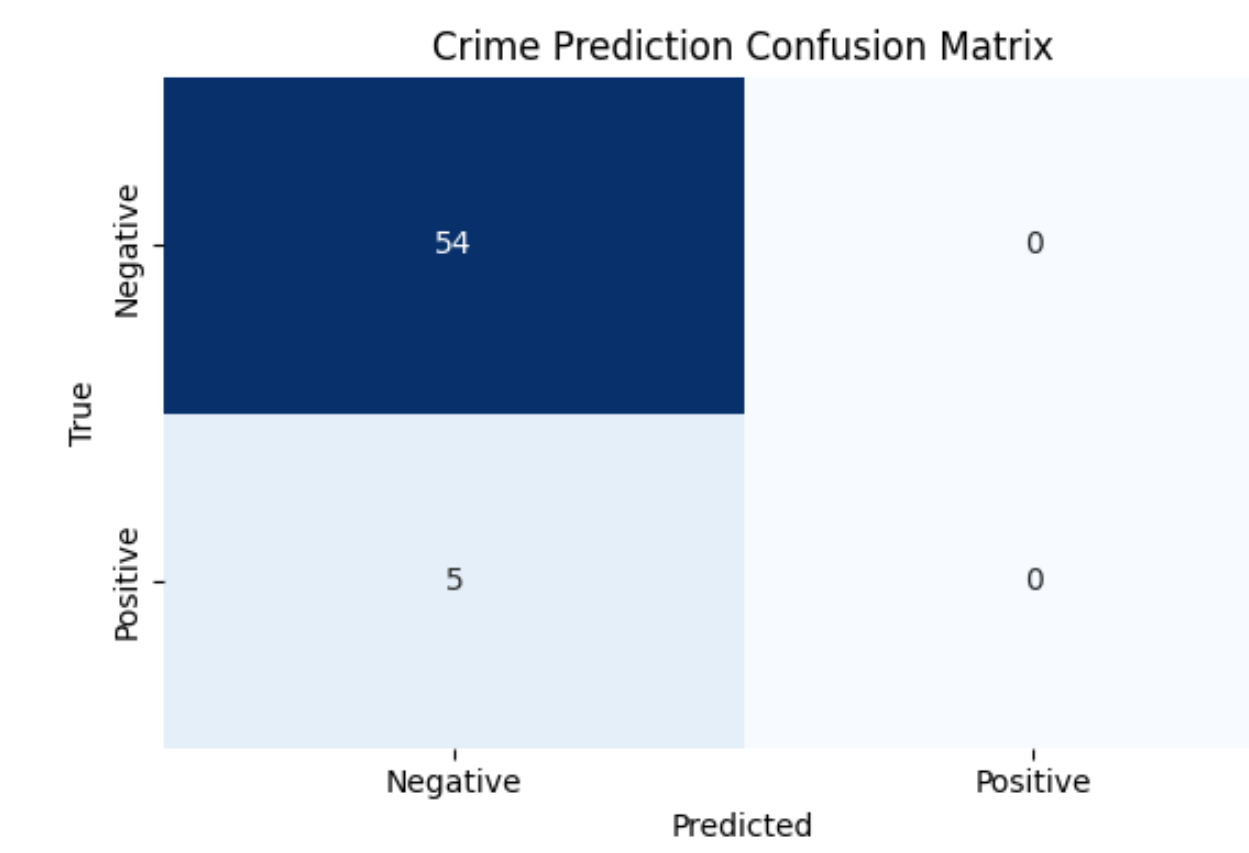 Crime Prediction Confusion Matrix
Negative
54
0
True
Positive
5
0
Negative
Positive
Predicted